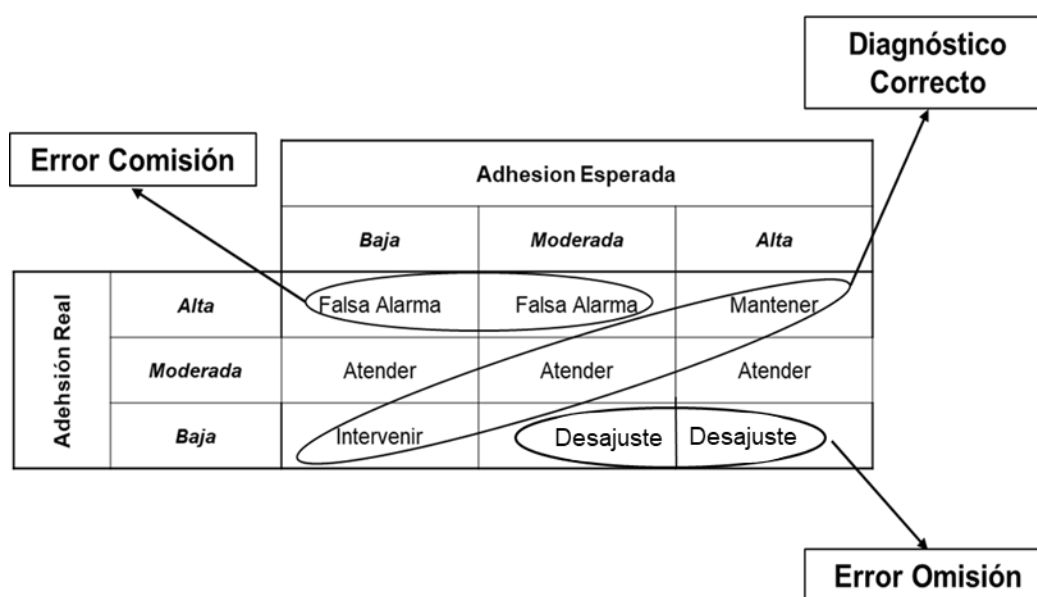 Diagnóstico
Correcto
Error Comisión
Adhesion Esperada
Baja Moderada Alta
Adehsión Real
Alta Falsa Alarma Falsa Alarma Mantener
Moderada Atender Atender Atender
Baja Intervenir Desajuste Desajuste
Error Omisión